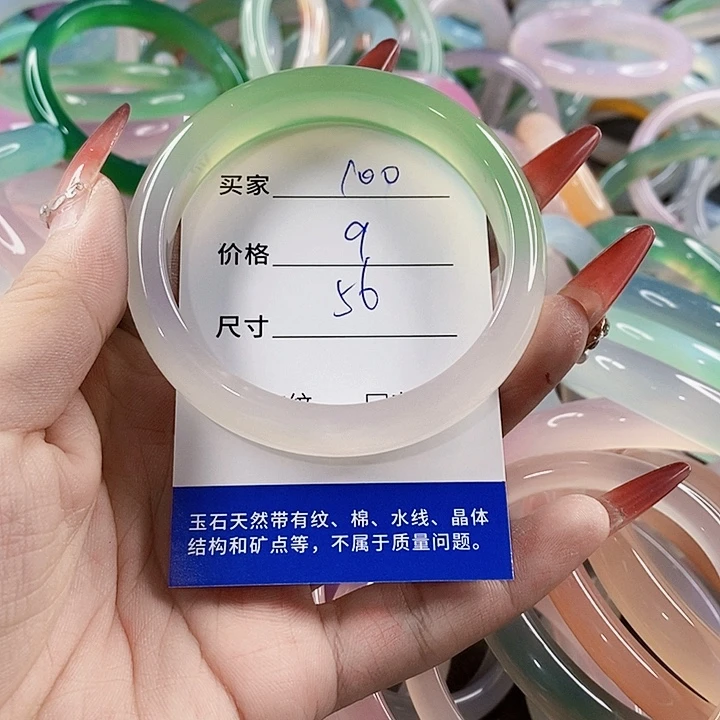 买家 100
价格 9
尺寸 56
纹
玉石天然带有纹、棉、水线、晶体
结构和矿点等，不属于质量问题。